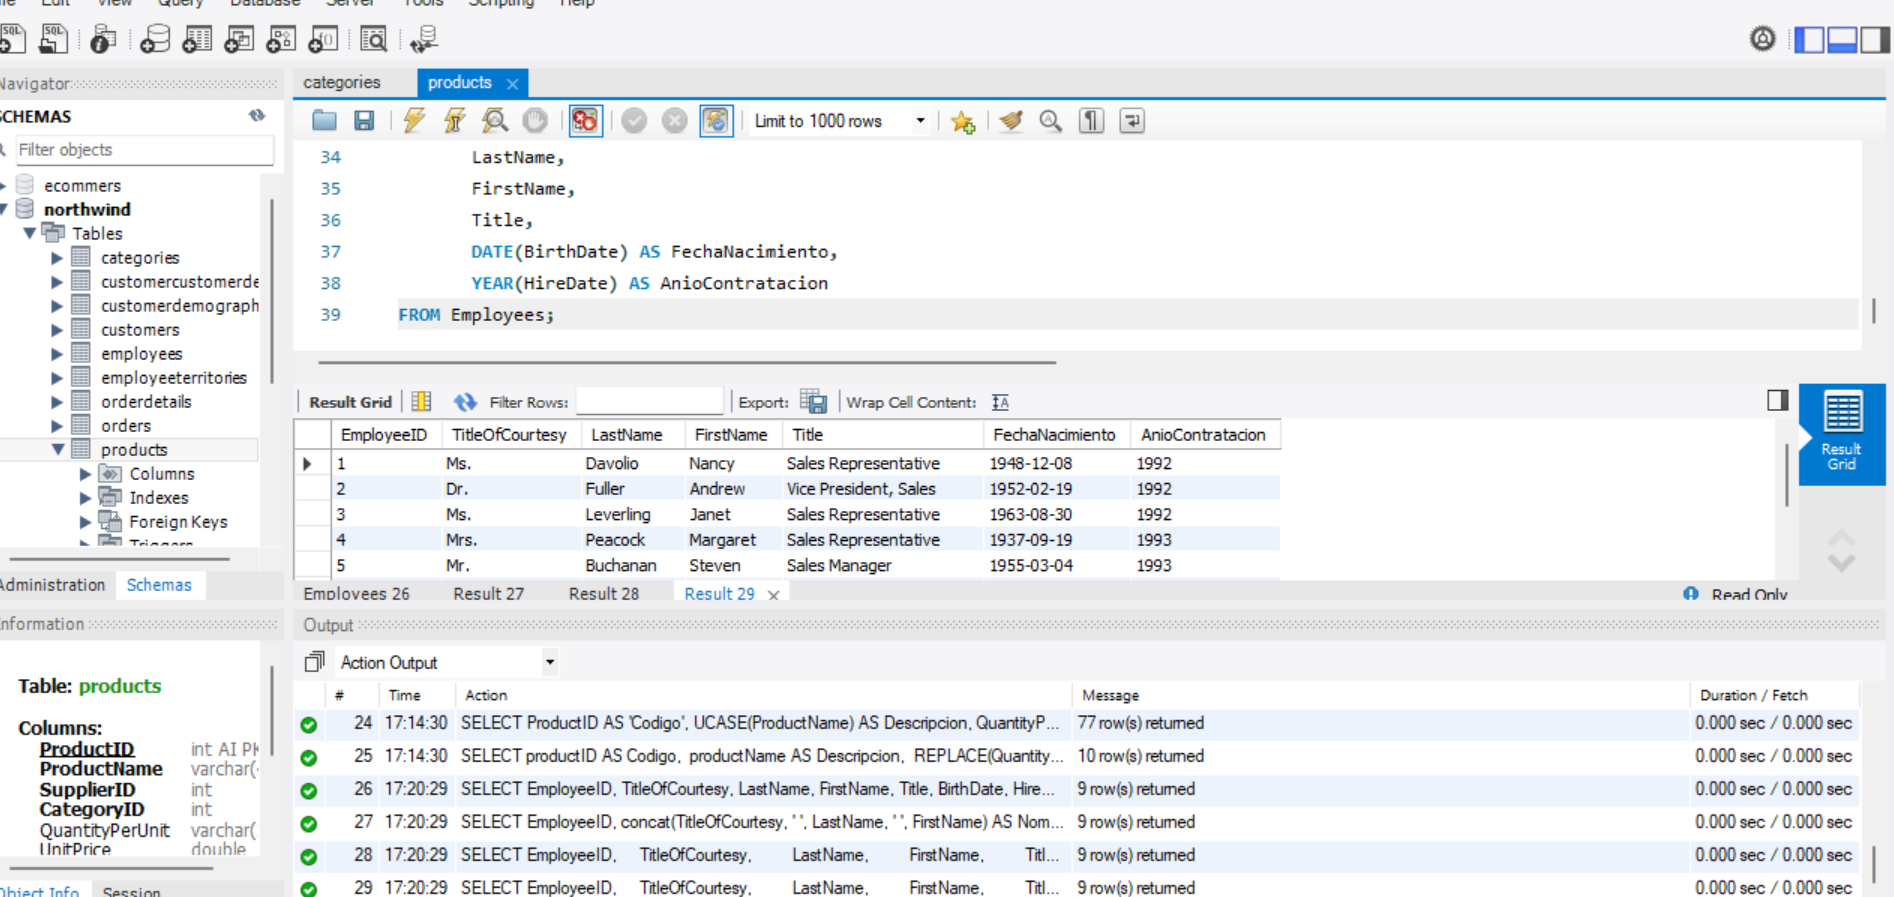 Edit View Query Database Server Tools Scripting Help
Navigator
SCHEMAS
Filter objects
ecommers
northwind
Tables
categories
customercustomerde
customerdemograph
customers
employees
employeeterritories
orderdetails
orders
products
Columns
Indexes
Foreign Keys
Triggers
Administration Schemas
Information
Table: products
Columns:
ProductID int AI PK
ProductName varchar(
SupplierID int
CategoryID int
QuantityPerUnit varchar(
UnitPrice double
Object Info Session
categories products
Limit to 1000 rows
34 LastName,
35 FirstName,
36 Title,
37 DATE(BirthDate) AS FechaNacimiento,
38 YEAR(HireDate) AS AnioContratacion
39 FROM Employees;
Result Grid Filter Rows: Export: Wrap Cell Content:
EmployeeID TitleOfCourtesy LastName FirstName Title FechaNacimiento AnioContratacion
1 Ms. Davolio Nancy Sales Representative 1948-12-08 1992
2 Dr. Fuller Andrew Vice President, Sales 1952-02-19 1992
3 Ms. Leverling Janet Sales Representative 1963-08-30 1992
4 Mrs. Peacock Margaret Sales Representative 1937-09-19 1993
5 Mr. Buchanan Steven Sales Manager 1955-03-04 1993
Result
Grid
Employees 26 Result 27 Result 28 Result 29 Read Only
Output
Action Output
# Time Action Message Duration / Fetch
24 17:14:30 SELECT ProductID AS 'Codigo', UCASE(ProductName) AS Descripcion, QuantityP... 77 row(s) returned 0.000 sec / 0.000 sec
25 17:14:30 SELECT productID AS Codigo, productName AS Descripcion, REPLACE(Quantity... 10 row(s) returned 0.000 sec / 0.000 sec
26 17:20:29 SELECT EmployeeID, TitleOfCourtesy, LastName, FirstName, Title, BirthDate, Hire... 9 row(s) returned 0.000 sec / 0.000 sec
27 17:20:29 SELECT EmployeeID, concat(TitleOfCourtesy, ' ', LastName, ' ', FirstName) AS Nom... 9 row(s) returned 0.000 sec / 0.000 sec
28 17:20:29 SELECT EmployeeID, TitleOfCourtesy, LastName, FirstName, Titl... 9 row(s) returned 0.000 sec / 0.000 sec
29 17:20:29 SELECT EmployeeID, TitleOfCourtesy, LastName, FirstName, Titl... 9 row(s) returned 0.000 sec / 0.000 sec